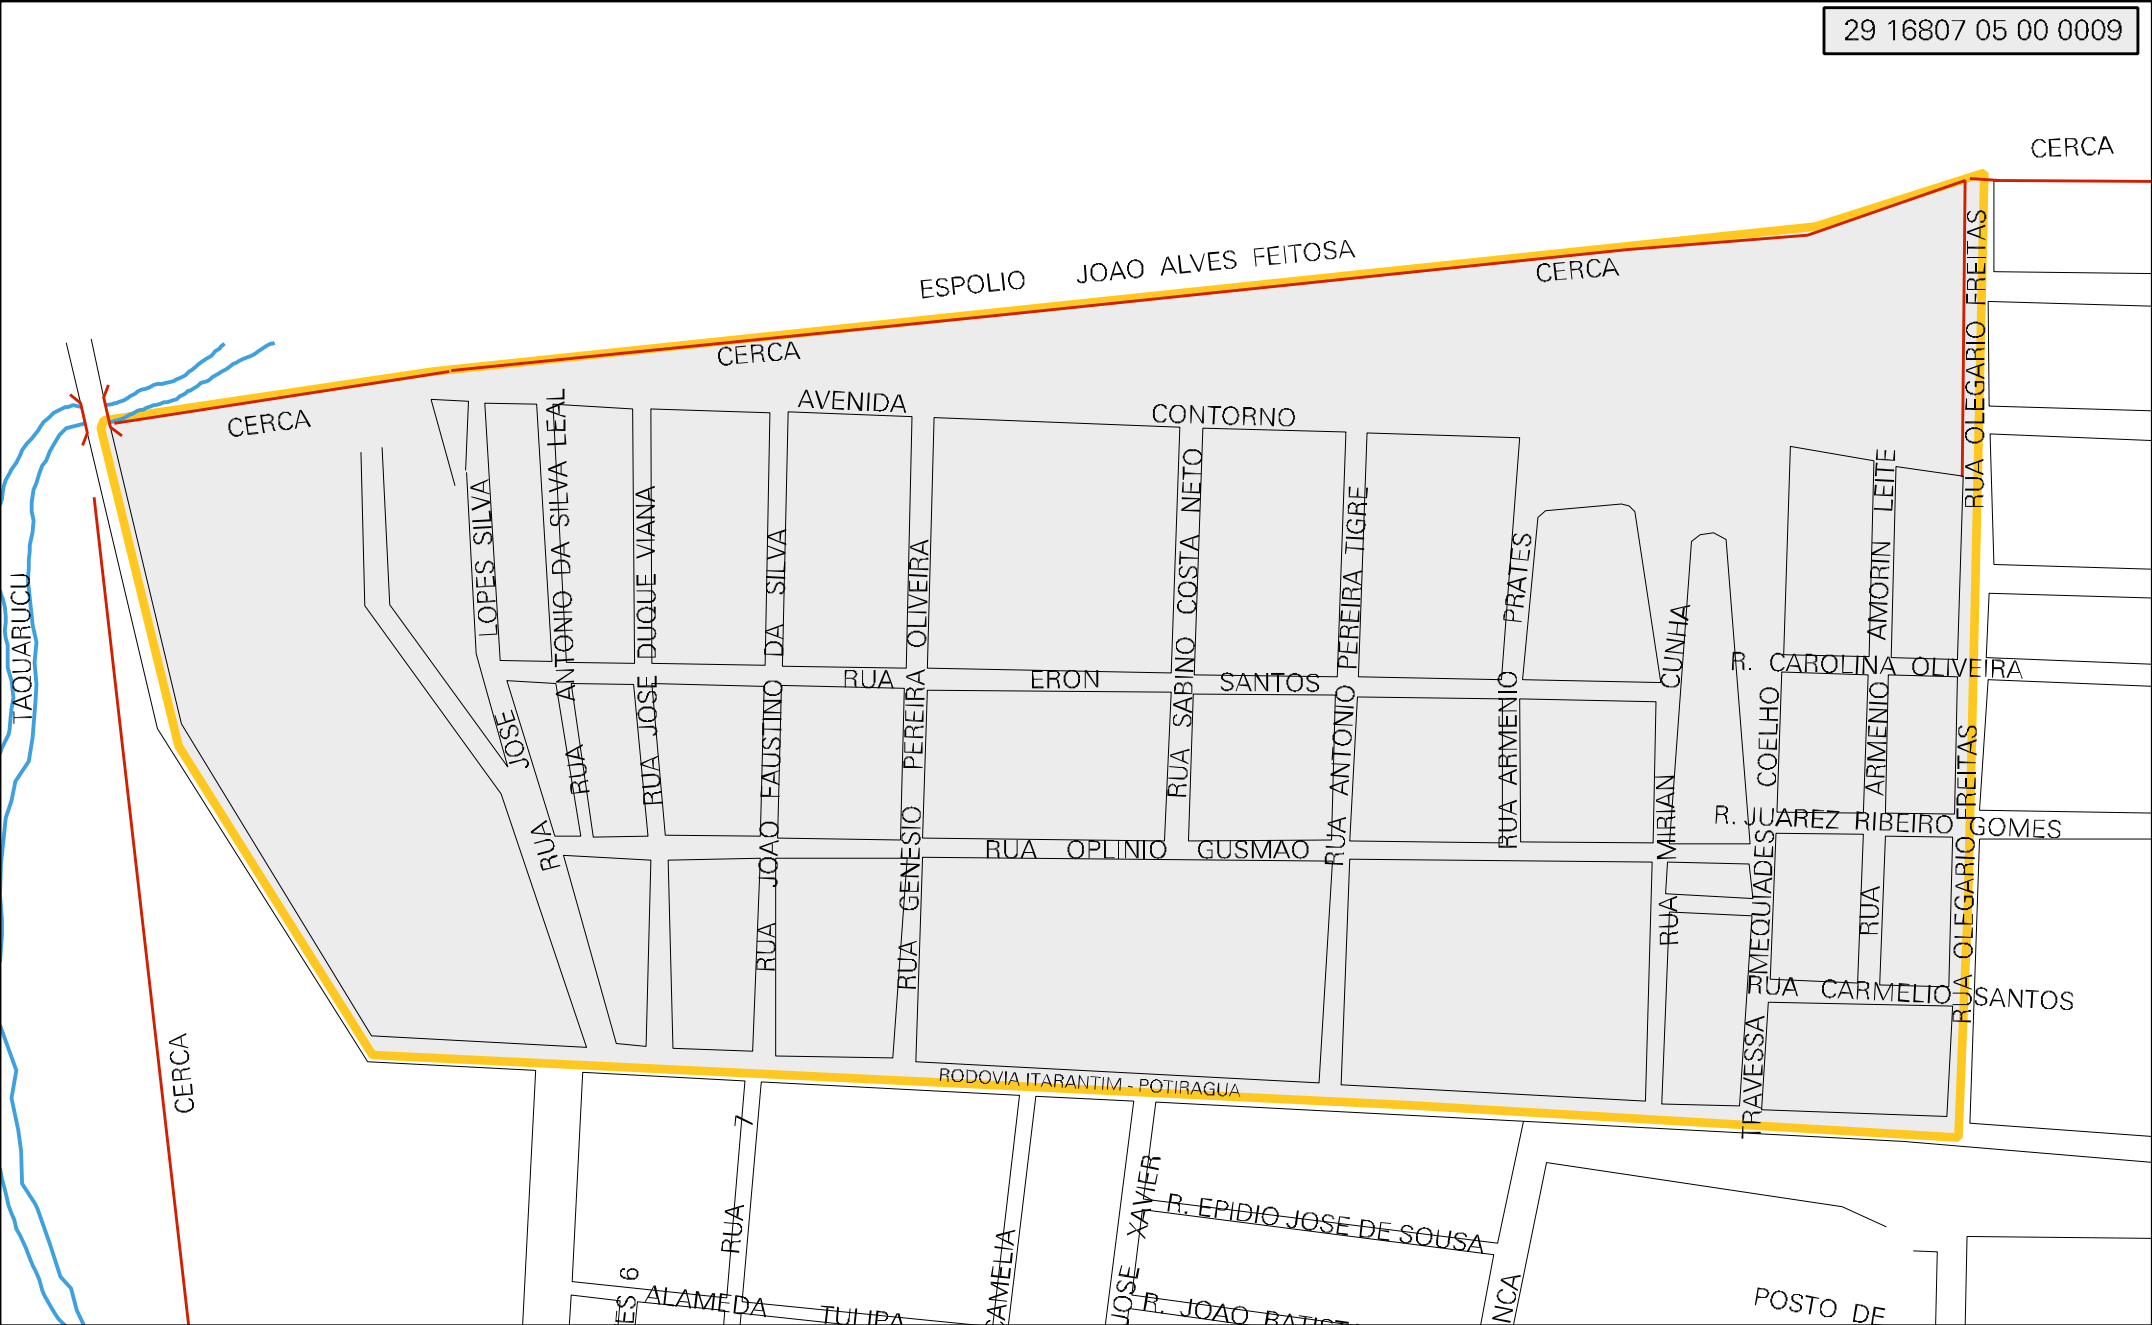 29 16807 05 00 0009
CERCA
ESPOLIO JOAO ALVES FEITOSA
CERCA
CERCA
CERCA
AVENIDA CONTORNO
TAQUARUCU
RUA JOSE LOPES SILVA
RUA ANTONIO DA SILVA LEAL
RUA JOSE DUQUE VIANA
RUA JOAO FAUSTINO DA SILVA
RUA GENESIO PEREIRA OLIVEIRA
RUA SABINO COSTA NETO
RUA ANTONIO PEREIRA TIGRE
RUA ARMENIO PRATES
RUA MIRIAN CUNHA
TRAVESSA MEQUIADES COELHO
RUA ARMENIO AMORIN LEITE
RUA OLEGARIO FREITAS
RUA OLEGARIO FREITAS
RUA ERON SANTOS
R. CAROLINA OLIVEIRA
R. JUAREZ RIBEIRO GOMES
RUA OPLINIO GUSMAO
RUA CARMELIO SANTOS
CERCA
RODOVIA ITARANTIM - POTIRAGUA
RUA 7
JOSE XAVIER
R. EPIDIO JOSE DE SOUSA
CAMELIA
ES 6
ALAMEDA TULIPA
R. JOAO BATIST
NCA
POSTO DE